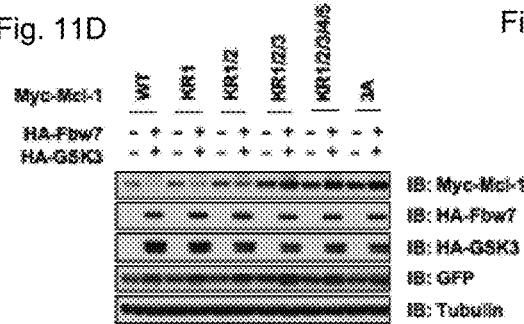 Fig. 11D
Fi
Myc-Mcl-1
WT KR1 KR1/2 KR1/2/3 KR1/2/3/4/5 3A
HA-Fbw7 - + - + - + - + - + - +
HA-GSK3 - + - + - + - + - + - +
IB: Myc-Mcl-1
IB: HA-Fbw7
IB: HA-GSK3
IB: GFP
IB: Tubulin